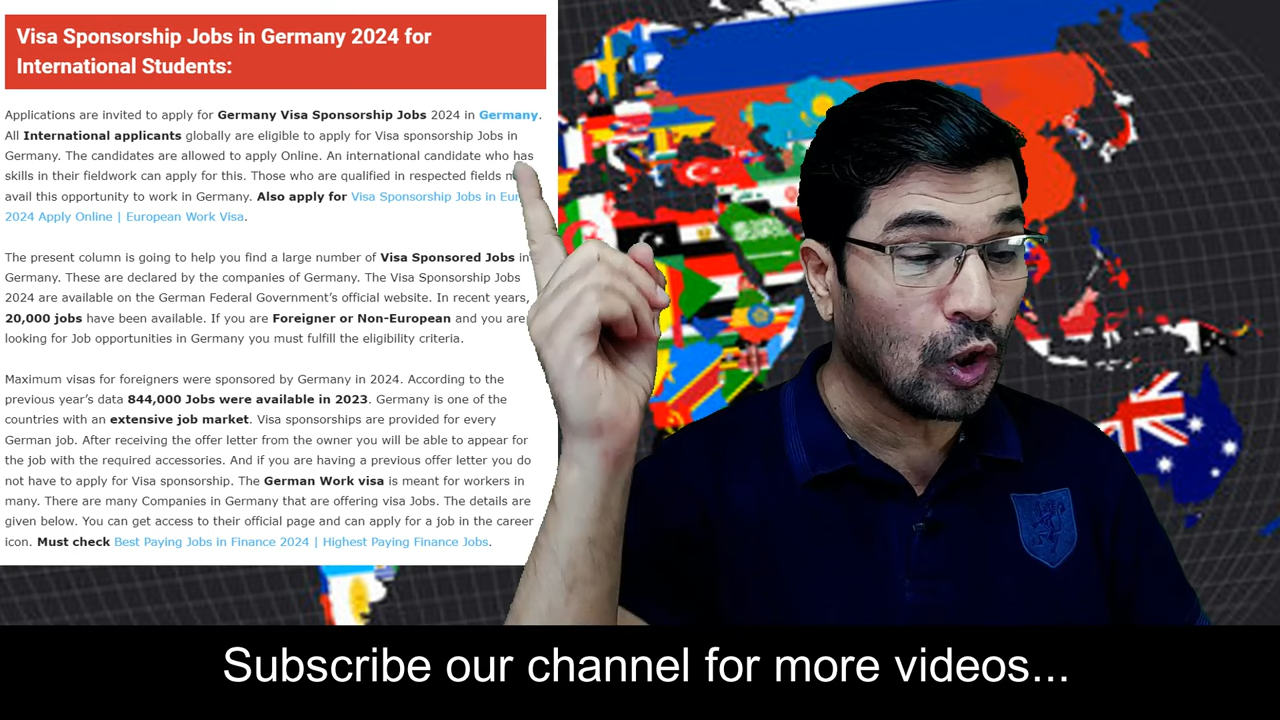 Visa Sponsorship Jobs in Germany 2024 for
International Students:
Applications are invited to apply for Germany Visa Sponsorship Jobs 2024 in Germany.
All International applicants globally are eligible to apply for Visa sponsorship Jobs in
Germany. The candidates are allowed to apply Online. An international candidate who has
skills in their fieldwork can apply for this. Those who are qualified in respected fields
avail this opportunity to work in Germany. Also apply for Visa Sponsorship Jobs in
2024 Apply Online | European Work Visa.
The present column is going to help you find a large number of Visa Sponsored Jobs in
Germany. These are declared by the companies of Germany. The Visa Sponsorship Jobs
2024 are available on the German Federal Government’s official website. In recent years,
20,000 jobs have been available. If you are Foreigner or Non-European and you are
looking for Job opportunities in Germany you must fulfill the eligibility criteria.
Maximum visas for foreigners were sponsored by Germany in 2024. According to the
previous year’s data 844,000 Jobs were available in 2023. Germany is one of the
countries with an extensive job market. Visa sponsorships are provided for every
German job. After receiving the offer letter from the owner you will be able to appear for
the job with the required accessories. And if you are having a previous offer letter you do
not have to apply for Visa sponsorship. The German Work visa is meant for workers in
many. There are many Companies in Germany that are offering visa Jobs. The details are
given below. You can get access to their official page and can apply for a job in the career
icon. Must check Best Paying Jobs in Finance 2024 | Highest Paying Finance Jobs.
Subscribe our channel for more videos...